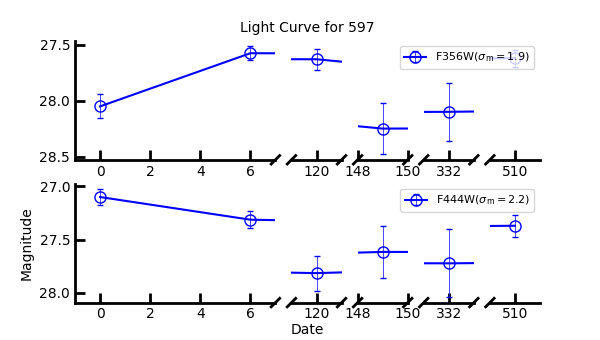 Light Curve for 597
27.5
28.0
28.5
F356W(σm = 1.9)
0 2 4 6 120 148 150 332 510
27.0
27.5
28.0
F444W(σm = 2.2)
Magnitude
0 2 4 6 120 148 150 332 510
Date